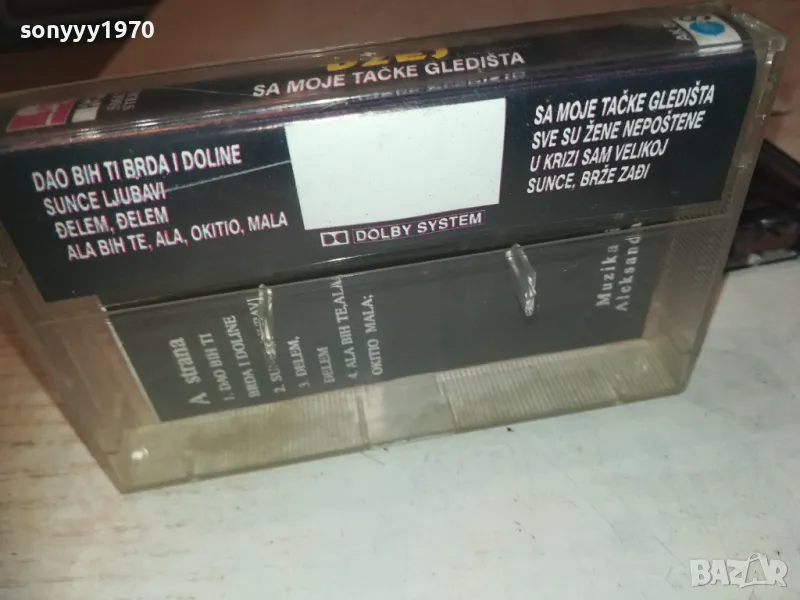 sonyyy1970
DŽEJ
SA MOJE TAČKE GLEDIŠTA
DAO BIH TI BRDA I DOLINE
SUNCE LJUBAVI
ĐELEM, ĐELEM
ALA BIH TE, ALA, OKITIO, MALA
DOLBY SYSTEM
SA MOJE TAČKE GLEDIŠTA
SVE SU ŽENE NEPOŠTENE
U KRIZI SAM VELIKOJ
SUNCE, BRŽE ZAĐI
A strana
1. DAO BIH TI
BRDA I DOLINE
2.
3. ĐELEM,
ĐELEM
4. ALA BIH TE, ALA,
OKITIO MALA;
Muzika
BAZAR